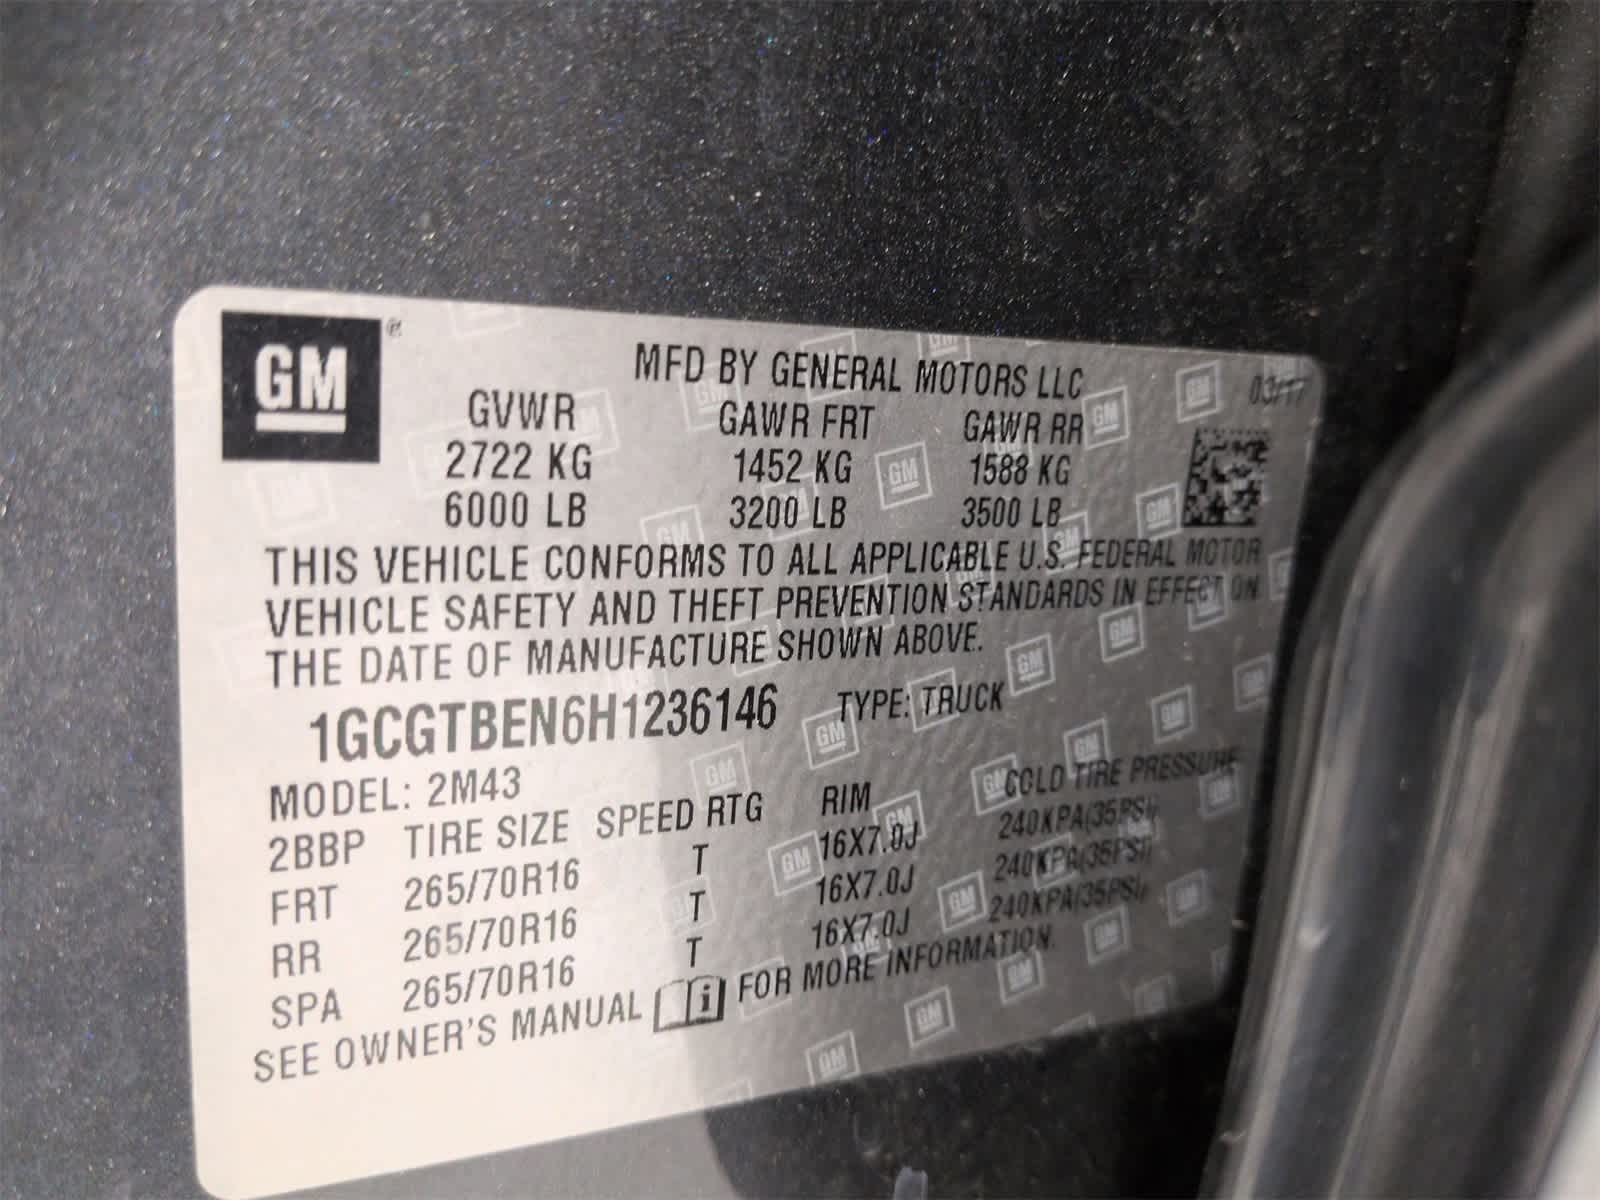 GM ®
MFD BY GENERAL MOTORS LLC 03/17
GVWR GAWR FRT GAWR RR
2722 KG 1452 KG 1588 KG
6000 LB 3200 LB 3500 LB
THIS VEHICLE CONFORMS TO ALL APPLICABLE U.S. FEDERAL MOTOR
VEHICLE SAFETY AND THEFT PREVENTION STANDARDS IN EFFECT ON
THE DATE OF MANUFACTURE SHOWN ABOVE.
1GCGTBEN6H1236146 TYPE: TRUCK
MODEL: 2M43
2BBP TIRE SIZE SPEED RTG RIM COLD TIRE PRESSURE
FRT 265/70R16 T 16X7.0J 240KPA(35PSI)
RR 265/70R16 T 16X7.0J 240KPA(35PSI)
SPA 265/70R16 T 16X7.0J 240KPA(35PSI)
SEE OWNER'S MANUAL i FOR MORE INFORMATION.